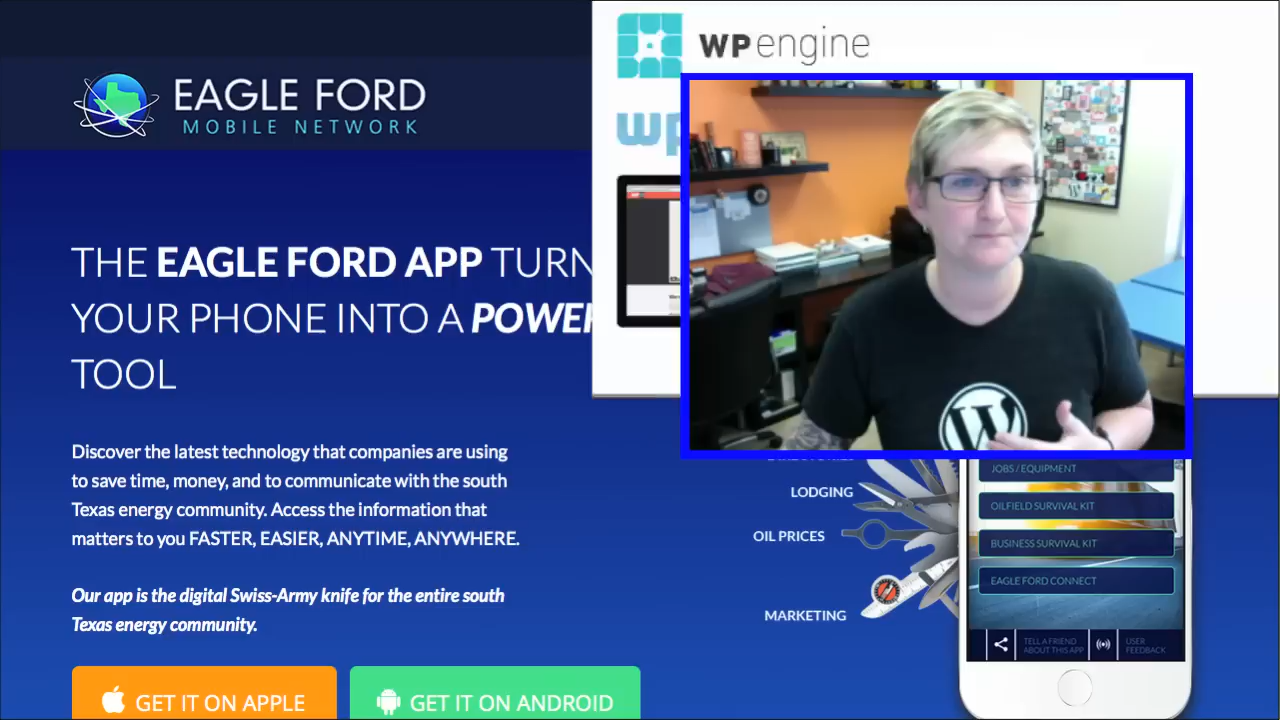 EAGLE FORD
MOBILE NETWORK
WP engine
wp
THE EAGLE FORD APP TURN
YOUR PHONE INTO A POWER
TOOL
Discover the latest technology that companies are using
to save time, money, and to communicate with the south
Texas energy community. Access the information that
matters to you FASTER, EASIER, ANYTIME, ANYWHERE.
Our app is the digital Swiss-Army knife for the entire south
Texas energy community.
GET IT ON APPLE
GET IT ON ANDROID
W
LODGING
OIL PRICES
MARKETING
JOBS / EQUIPMENT
OILFIELD SURVIVAL KIT
BUSINESS SURVIVAL KIT
EAGLE FORD CONNECT
TELL A FRIEND
ABOUT THIS APP
USER
FEEDBACK